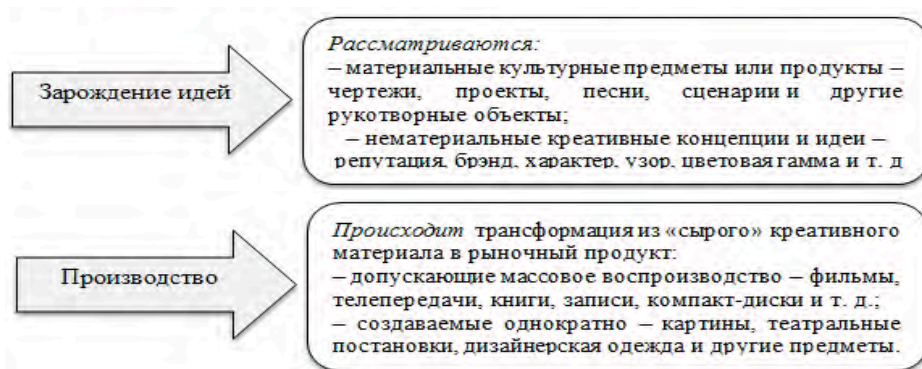 Зарождение идей
Рассматриваются:
– материальные культурные предметы или продукты –
чертежи, проекты, песни, сценарии и другие
рукотворные объекты;
– нематериальные креативные концепции и идеи –
репутация, брэнд, характер, узор, цветовая гамма и т. д
Производство
Происходит трансформация из «сырого» креативного
материала в рыночный продукт:
– допускающие массовое воспроизводство – фильмы,
телепередачи, книги, записи, компакт-диски и т. д.;
– создаваемые однократно – картины, театральные
постановки, дизайнерская одежда и другие предметы.